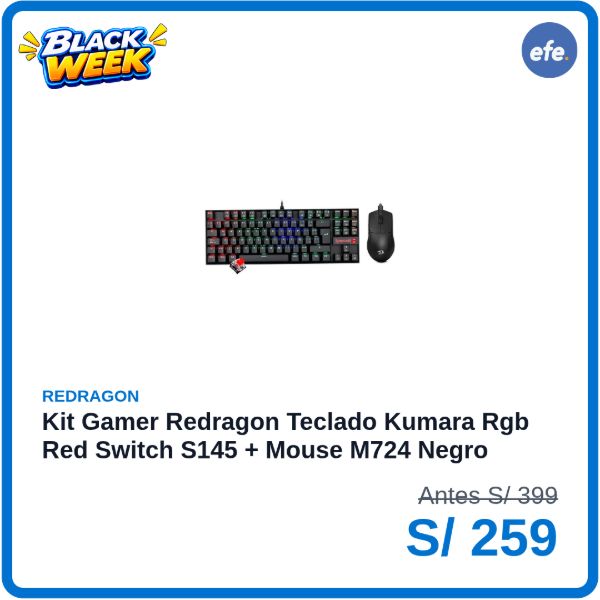 BLACK
WEEK
efe.
REDRAGON
Kit Gamer Redragon Teclado Kumara Rgb
Red Switch S145 + Mouse M724 Negro
Antes S/ 399
S/ 259